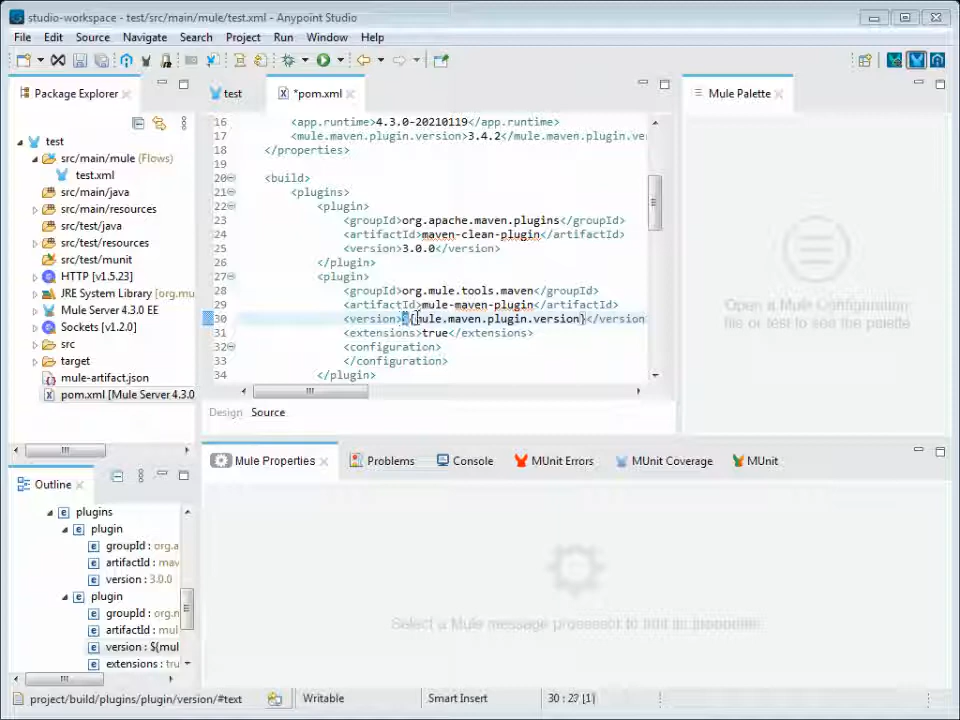 studio-workspace - test/src/main/mule/test.xml - Anypoint Studio
File Edit Source Navigate Search Project Run Window Help
Package Explorer
test
src/main/mule (Flows)
test.xml
src/main/java
src/main/resources
src/test/java
src/test/resources
src/test/munit
HTTP [v1.5.23]
JRE System Library [org.mu
Mule Server 4.3.0 EE
Sockets [v1.2.0]
src
target
mule-artifact.json
pom.xml [Mule Server 4.3.0
test
*pom.xml
16 <app.runtime>4.3.0-20210119</app.runtime>
17 <mule.maven.plugin.version>3.4.2</mule.maven.plugin.ve
18 </properties>
19
20 <build>
21 <plugins>
22 <plugin>
23 <groupId>org.apache.maven.plugins</groupId>
24 <artifactId>maven-clean-plugin</artifactId>
25 <version>3.0.0</version>
26 </plugin>
27 <plugin>
28 <groupId>org.mule.tools.maven</groupId>
29 <artifactId>mule-maven-plugin</artifactId>
30 <version>${mule.maven.plugin.version}</version
31 <extensions>true</extensions>
32 <configuration>
33 </configuration>
34 </plugin>
Design Source
Mule Palette
Open a Mule Configuration
file or test to see the palette
Outline
plugins
plugin
groupId : org.a
artifactId : mav
version : 3.0.0
plugin
groupId : org.n
artifactId : mul
version : ${mul
extensions : tru
Mule Properties Problems Console MUnit Errors MUnit Coverage MUnit
Select a Mule message processor to edit its properties.
project/build/plugins/plugin/version/#text Writable Smart Insert 30 : 27 [1]